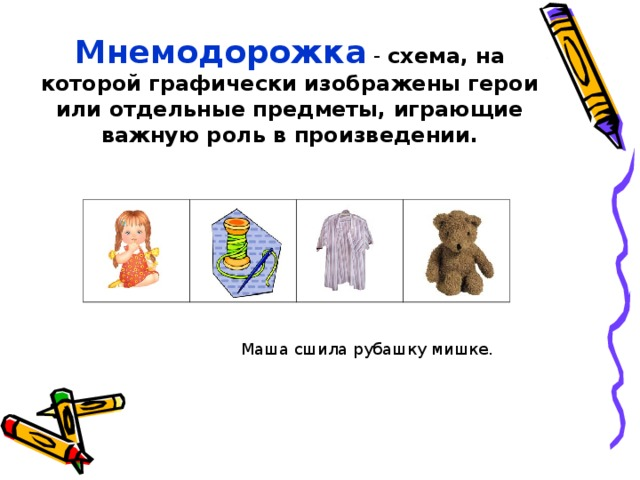 Мнемодорожка - схема, на
которой графически изображены герои
или отдельные предметы, играющие
важную роль в произведении.
Маша сшила рубашку мишке.